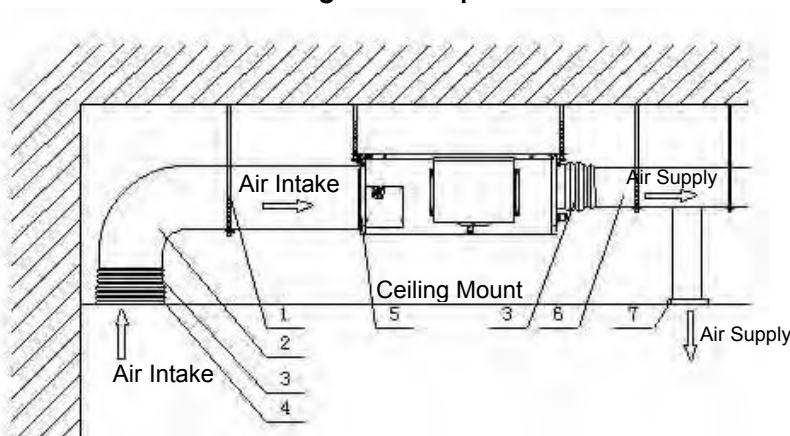 Air Intake
Air Supply
Ceiling Mount
1 5 3 6 7
2
Air Supply
Air Intake
3
4